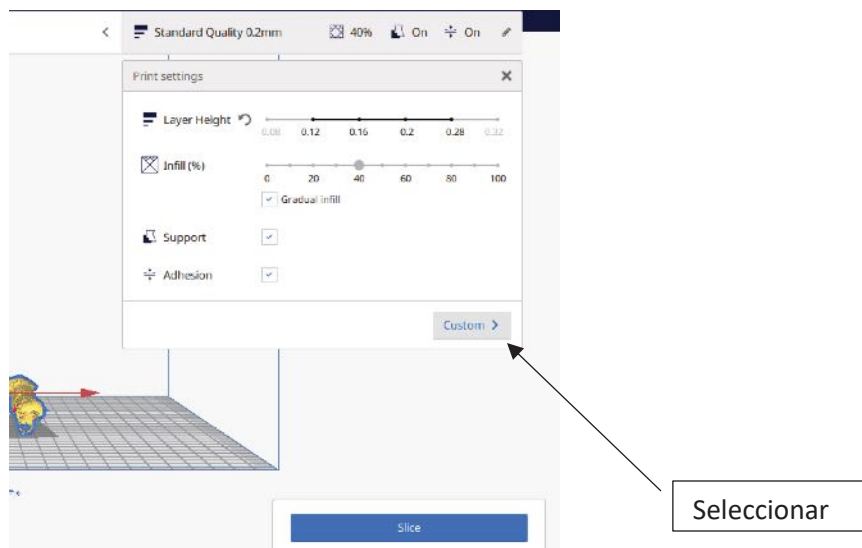 Standard Quality 0.2mm 40% On On
Print settings
Layer Height
0.08 0.12 0.16 0.2 0.28 0.32
Infill (%)
0 20 40 60 80 100
Gradual infill
Support
Adhesion
Custom
Seleccionar
Slice